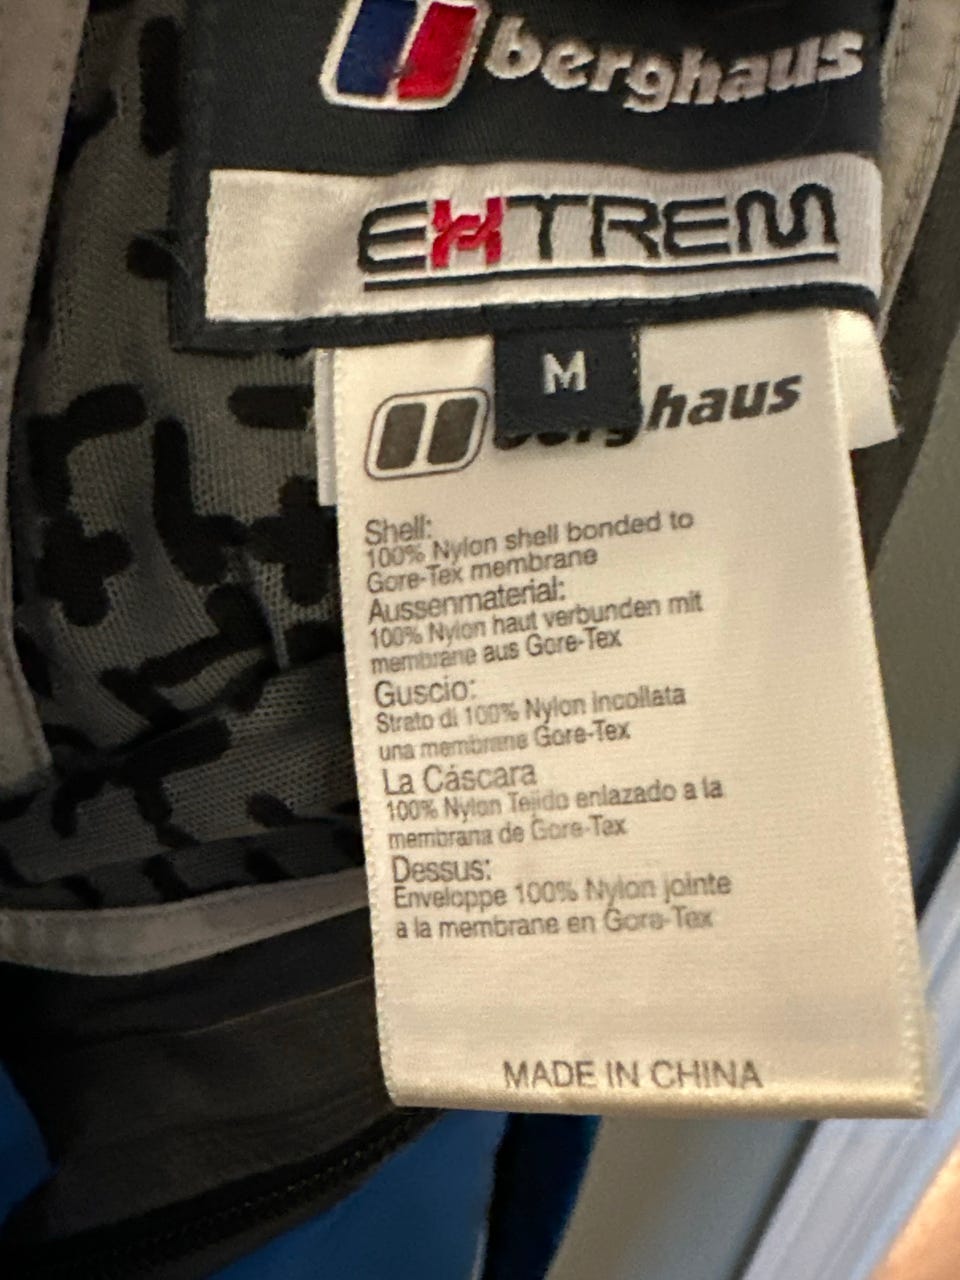 berghaus
EXTREM
M
berghaus
Shell:
100% Nylon shell bonded to
Gore-Tex membrane
Aussenmaterial:
100% Nylon haut verbunden mit
membrane aus Gore-Tex
Guscio:
Strato di 100% Nylon incollata
una membrane Gore-Tex
La Cáscara
100% Nylon Tejido enlazado a la
membrana de Gore-Tex
Dessus:
Enveloppe 100% Nylon jointe
a la membrane en Gore-Tex
MADE IN CHINA